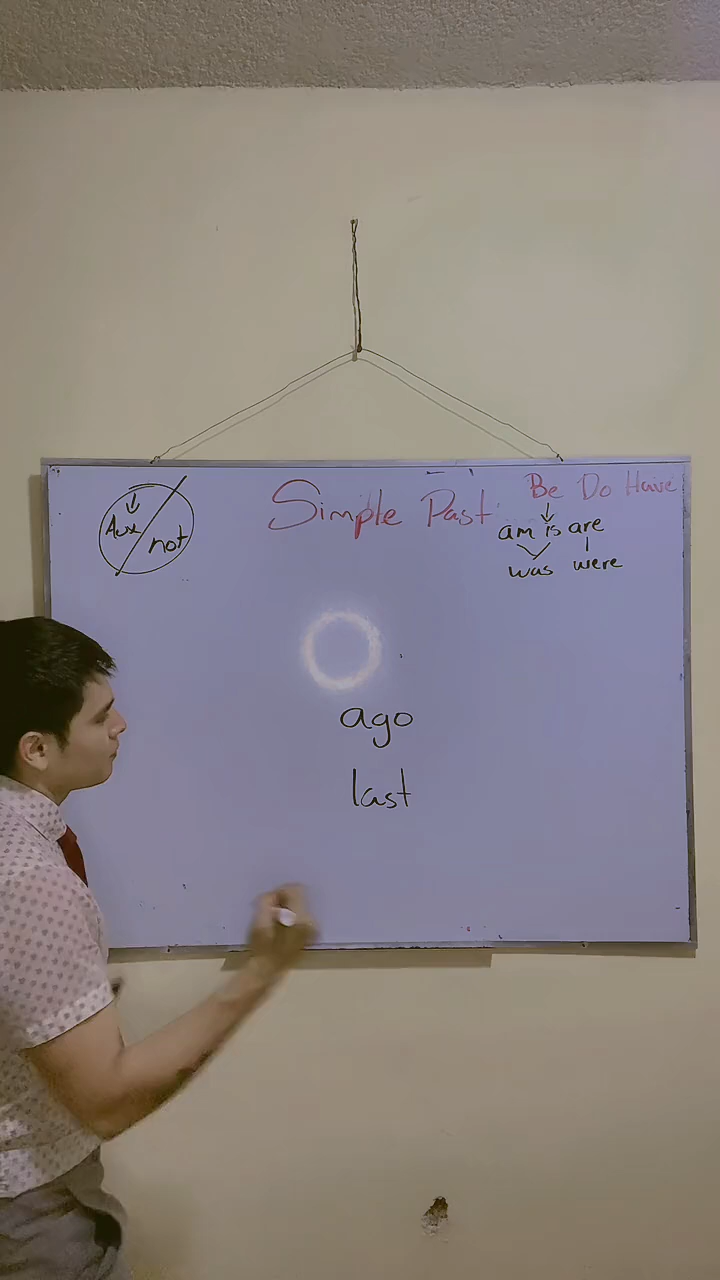 Aux / not
Simple Past
Be Do Have
am is are
was were
ago
last